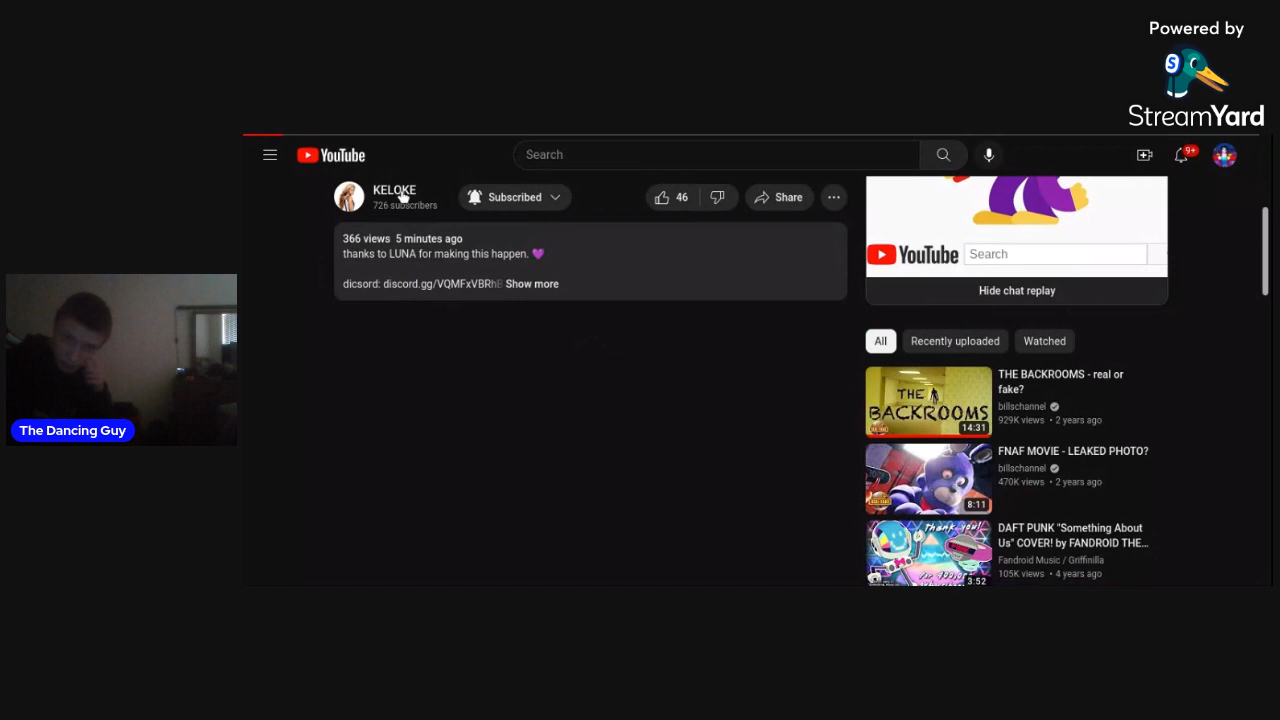 Powered by
StreamYard
YouTube
Search
9+
KELOKE
726 subscribers
Subscribed
46
Share
366 views 5 minutes ago
thanks to LUNA for making this happen. 💜
dicsord: discord.gg/VQMFxVBRhB Show more
YouTube
Search
Hide chat replay
All
Recently uploaded
Watched
THE BACKROOMS
14:31
THE BACKROOMS - real or
fake?
billschannel
929K views • 2 years ago
8:11
FNAF MOVIE - LEAKED PHOTO?
billschannel
470K views • 2 years ago
Thank you!
3:52
DAFT PUNK "Something About
Us" COVER! by FANDROID THE...
Fandroid Music / Griffinilla
105K views • 4 years ago
The Dancing Guy